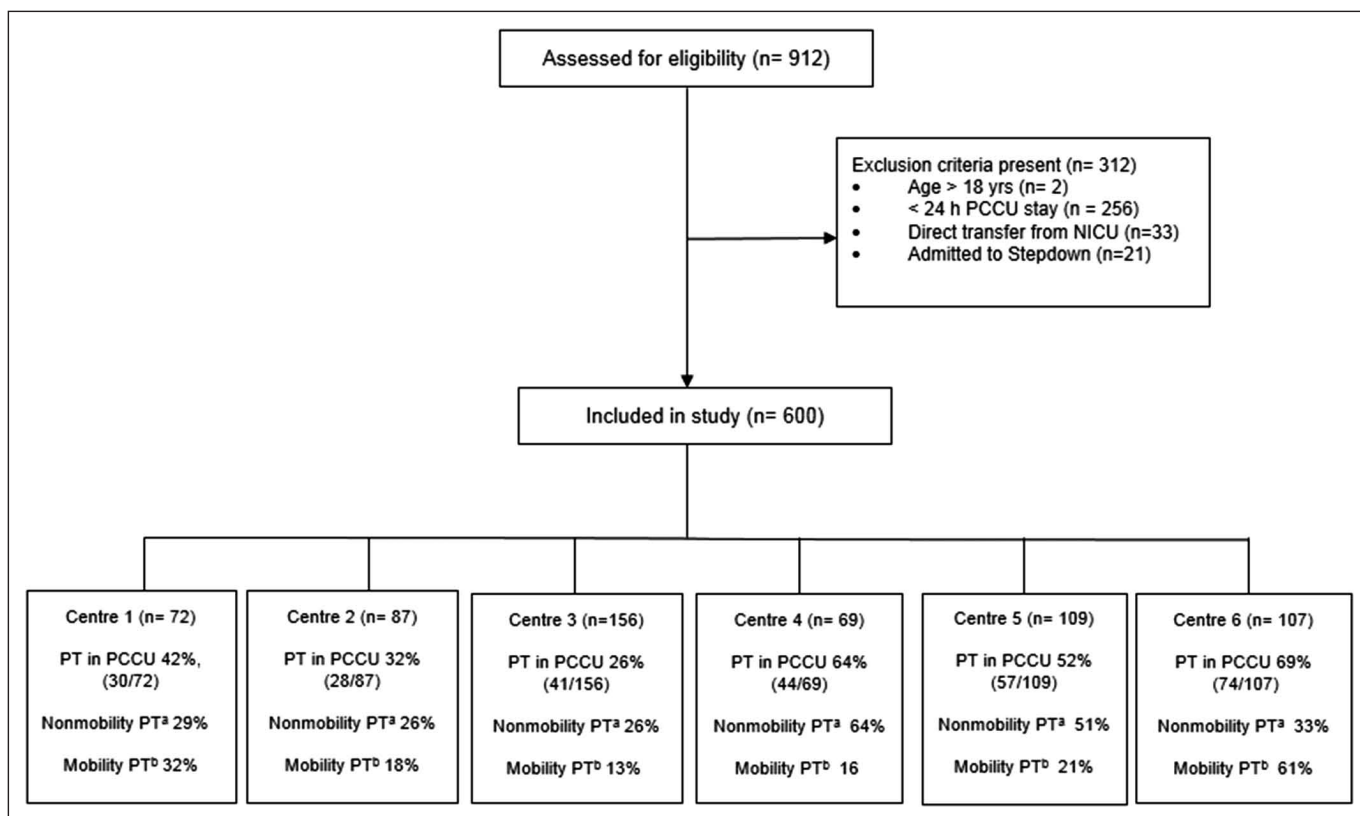 Assessed for eligibility (n= 912)
Exclusion criteria present (n= 312)
• Age > 18 yrs (n= 2)
• < 24 h PCCU stay (n = 256)
• Direct transfer from NICU (n=33)
• Admitted to Stepdown (n=21)
Included in study (n= 600)
Centre 1 (n= 72)
PT in PCCU 42%,
(30/72)
Nonmobility PTᵃ 29%
Mobility PTᵇ 32%
Centre 2 (n= 87)
PT in PCCU 32%
(28/87)
Nonmobility PTᵃ 26%
Mobility PTᵇ 18%
Centre 3 (n=156)
PT in PCCU 26%
(41/156)
Nonmobility PTᵃ 26%
Mobility PTᵇ 13%
Centre 4 (n= 69)
PT in PCCU 64%
(44/69)
Nonmobility PTᵃ 64%
Mobility PTᵇ 16
Centre 5 (n= 109)
PT in PCCU 52%
(57/109)
Nonmobility PTᵃ 51%
Mobility PTᵇ 21%
Centre 6 (n= 107)
PT in PCCU 69%
(74/107)
Nonmobility PTᵃ 33%
Mobility PTᵇ 61%